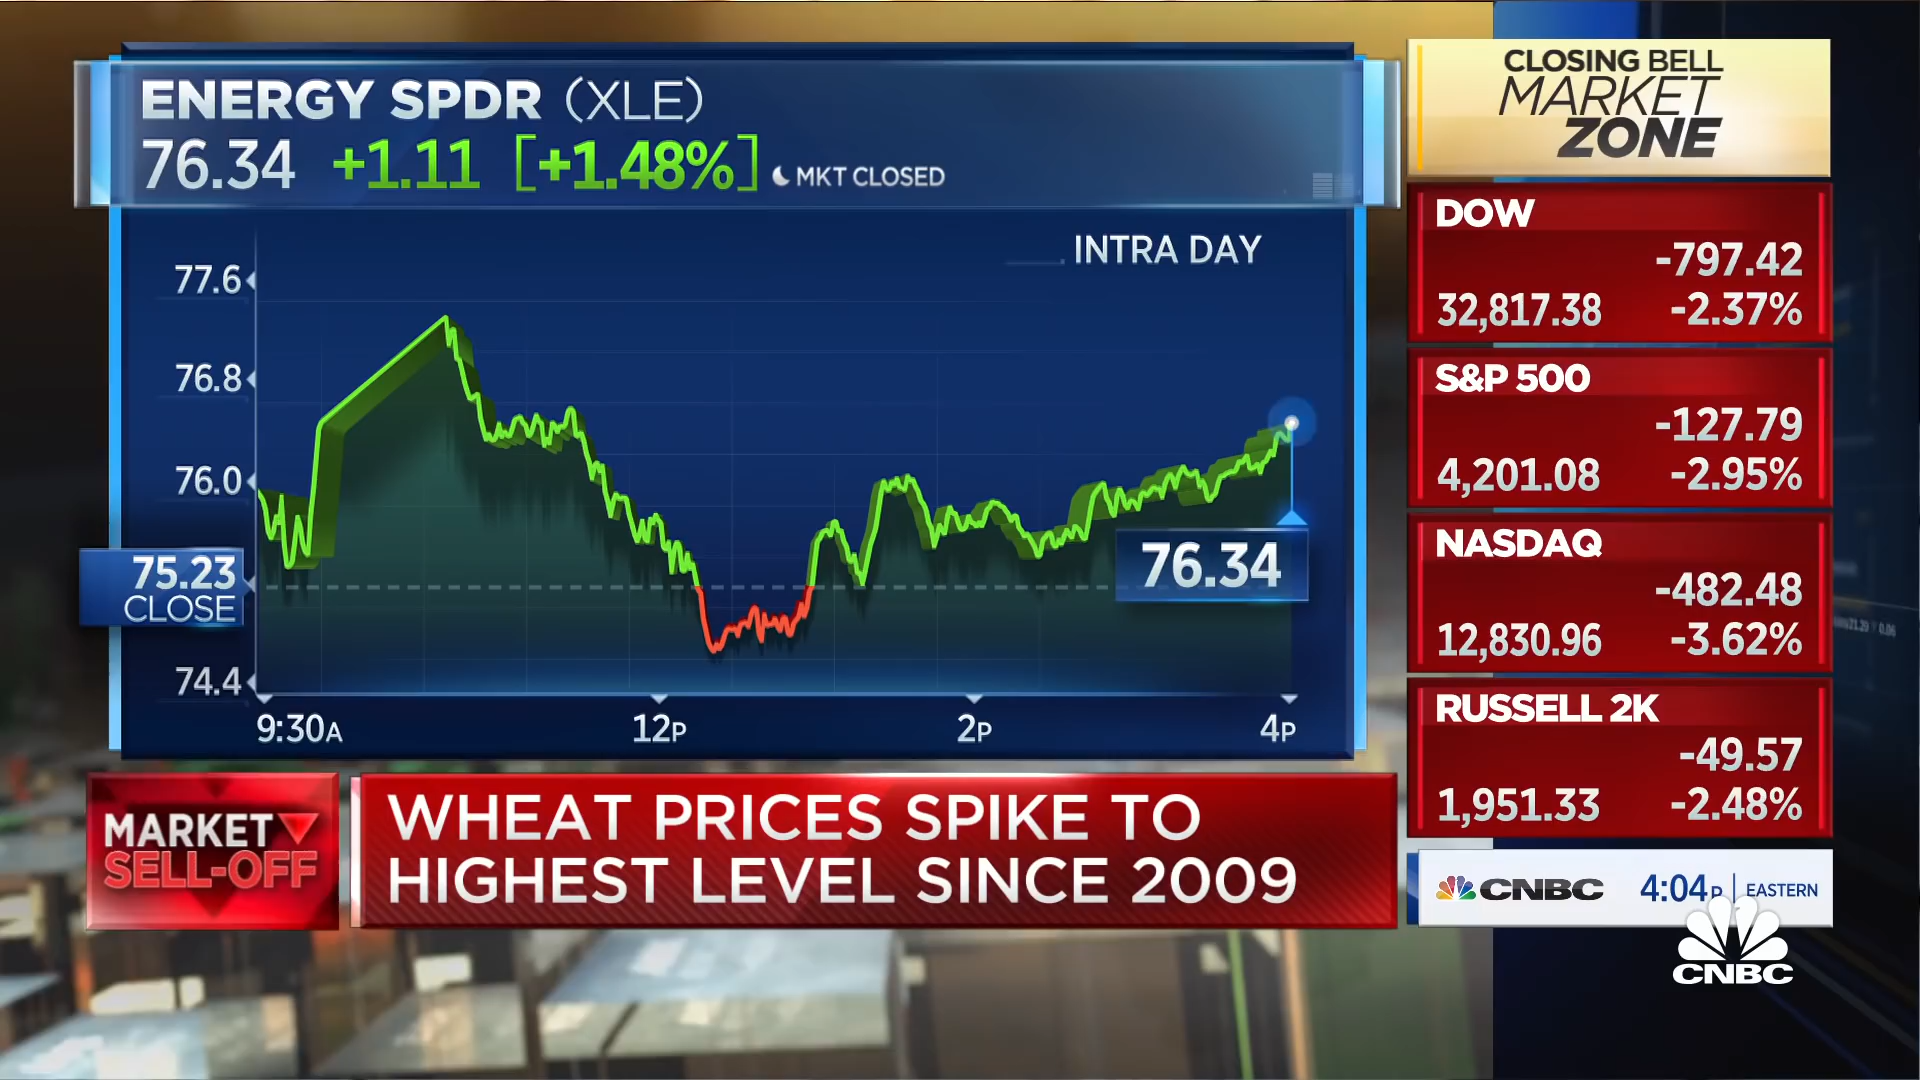 ENERGY SPDR (XLE)
76.34 +1.11 [+1.48%] MKT CLOSED
INTRA DAY
77.6
76.8
76.0
75.23
CLOSE
74.4
76.34
9:30A 12P 2P 4P
MARKET
SELL-OFF
WHEAT PRICES SPIKE TO
HIGHEST LEVEL SINCE 2009
CLOSING BELL
MARKET
ZONE
DOW
-797.42
32,817.38 -2.37%
S&P 500
-127.79
4,201.08 -2.95%
NASDAQ
-482.48
12,830.96 -3.62%
RUSSELL 2K
-49.57
1,951.33 -2.48%
CNBC 4:04P EASTERN
CNBC